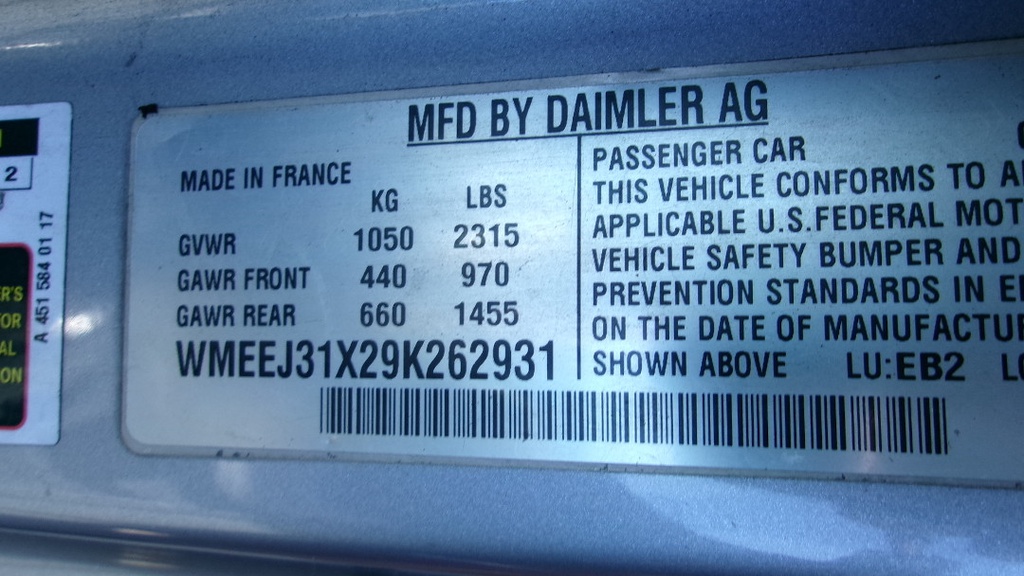 2
A 451 584 01 17
MFD BY DAIMLER AG
MADE IN FRANCE
KG LBS
GVWR 1050 2315
GAWR FRONT 440 970
GAWR REAR 660 1455
WMEEJ31X29K262931
PASSENGER CAR
THIS VEHICLE CONFORMS TO
APPLICABLE U.S.FEDERAL
VEHICLE SAFETY BUMPER AND
PREVENTION STANDARDS IN
ON THE DATE OF
SHOWN ABOVE LU:EB2